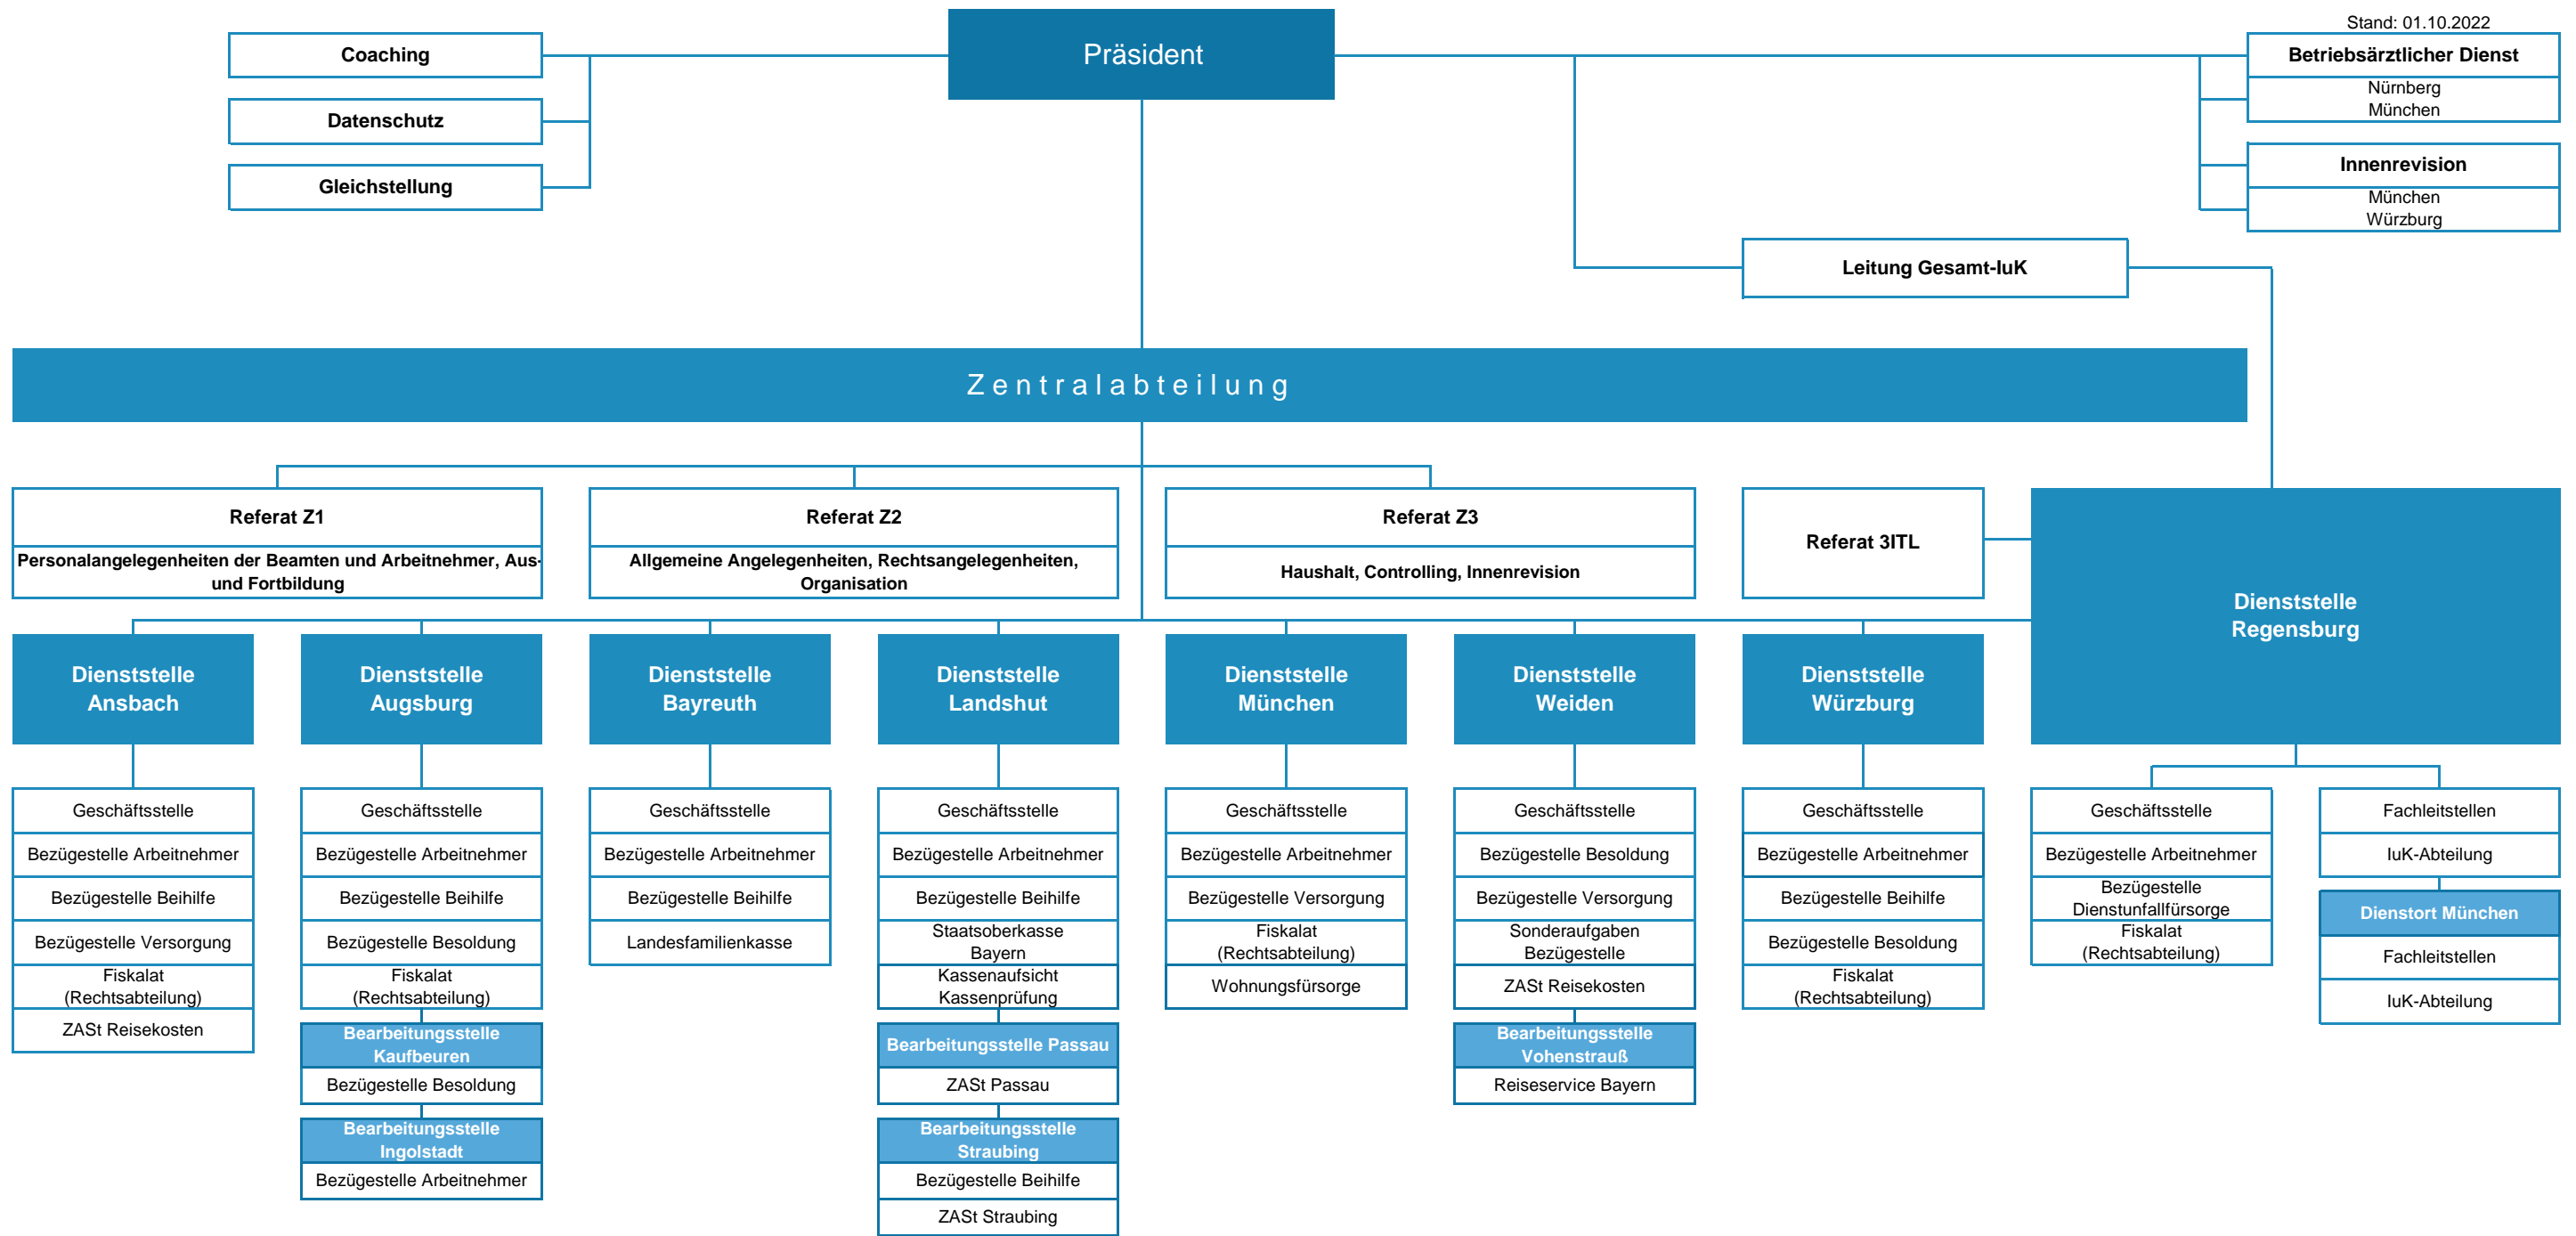 Stand: 01.10.2022
Präsident
Coaching
Datenschutz
Gleichstellung
Betriebsärztlicher Dienst
Nürnberg
München
Innenrevision
München
Würzburg
Leitung Gesamt-IuK
Zentralabteilung
Referat Z1
Personalangelegenheiten der Beamten und Arbeitnehmer, Aus-
und Fortbildung
Referat Z2
Allgemeine Angelegenheiten, Rechtsangelegenheiten,
Organisation
Referat Z3
Haushalt, Controlling, Innenrevision
Referat 3ITL
Dienststelle
Regensburg
Dienststelle
Ansbach
Dienststelle
Augsburg
Dienststelle
Bayreuth
Dienststelle
Landshut
Dienststelle
München
Dienststelle
Weiden
Dienststelle
Würzburg
Geschäftsstelle
Bezügestelle Arbeitnehmer
Bezügestelle Beihilfe
Bezügestelle Versorgung
Fiskalat
(Rechtsabteilung)
ZASt Reisekosten
Geschäftsstelle
Bezügestelle Arbeitnehmer
Bezügestelle Beihilfe
Bezügestelle Besoldung
Fiskalat
(Rechtsabteilung)
Bearbeitungsstelle
Kaufbeuren
Bezügestelle Besoldung
Bearbeitungsstelle
Ingolstadt
Bezügestelle Arbeitnehmer
Geschäftsstelle
Bezügestelle Arbeitnehmer
Bezügestelle Beihilfe
Landesfamilienkasse
Geschäftsstelle
Bezügestelle Arbeitnehmer
Bezügestelle Beihilfe
Staatsoberkasse
Bayern
Kassenaufsicht
Kassenprüfung
Bearbeitungsstelle Passau
ZASt Passau
Bearbeitungsstelle
Straubing
Bezügestelle Beihilfe
ZASt Straubing
Geschäftsstelle
Bezügestelle Arbeitnehmer
Bezügestelle Versorgung
Fiskalat
(Rechtsabteilung)
Wohnungsfürsorge
Geschäftsstelle
Bezügestelle Besoldung
Bezügestelle Versorgung
Sonderaufgaben
Bezügestelle
ZASt Reisekosten
Bearbeitungsstelle
Vohenstrauß
Reiseservice Bayern
Geschäftsstelle
Bezügestelle Arbeitnehmer
Bezügestelle Beihilfe
Bezügestelle Besoldung
Fiskalat
(Rechtsabteilung)
Geschäftsstelle
Bezügestelle Arbeitnehmer
Bezügestelle
Dienstunfallfürsorge
Fiskalat
(Rechtsabteilung)
Fachleitstellen
IuK-Abteilung
Dienstort München
Fachleitstellen
IuK-Abteilung